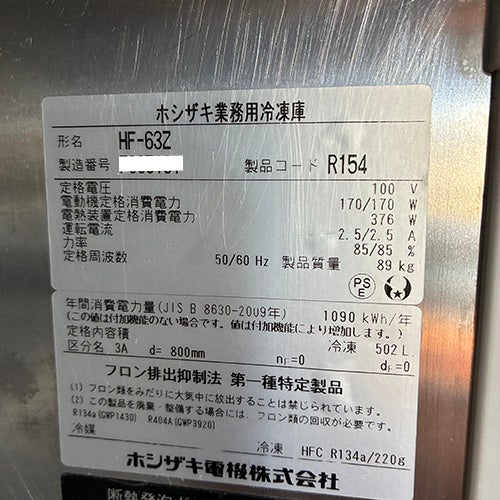 ホシザキ業務用冷凍庫
形名 HF-63Z
製造番号
製品コード R154
定格電圧 100 V
電動機定格消費電力 170/170 W
電熱装置定格消費電力 376 W
運転電流 2.5/2.5 A
力率 85/85 %
定格周波数 50/60 Hz 製品質量 89 kg
PS E
年間消費電力量(JIS B 8630-2009年) 1090 kWh/年
(この値は付加機能のない場合です。値は付加機能により増加します。)
定格内容積 冷凍 502 L
区分名 3A d= 800mm nF=0 d=0
フロン排出抑制法 第一種特定製品
(1) フロン類をみだりに大気中に放出することは禁じられています。
(2) この製品を廃棄・整備する場合には、フロン類の回収が必要です。
R134a(GWP1430) R404A(GWP3920)
冷媒 冷凍 HFC R134a/220g
ホシザキ電機株式会社